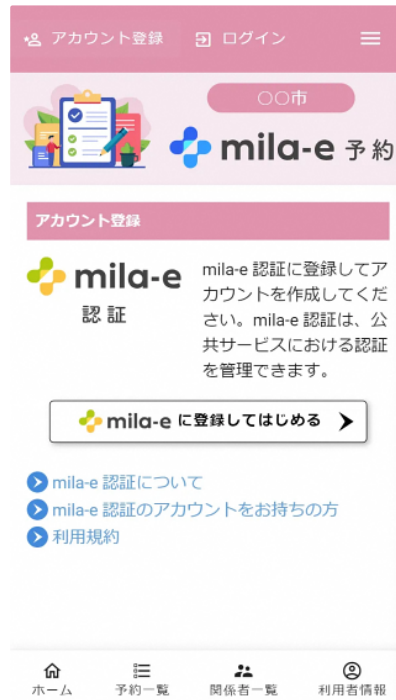 アカウント登録 ログイン
○○市
mila-e 予約
アカウント登録
mila-e
認証
mila-e 認証に登録してア
カウントを作成してくだ
さい。mila-e 認証は、公
共サービスにおける認証
を管理できます。
mila-e に登録してはじめる
mila-e 認証について
mila-e 認証のアカウントをお持ちの方
利用規約
ホーム 予約一覧 関係者一覧 利用者情報